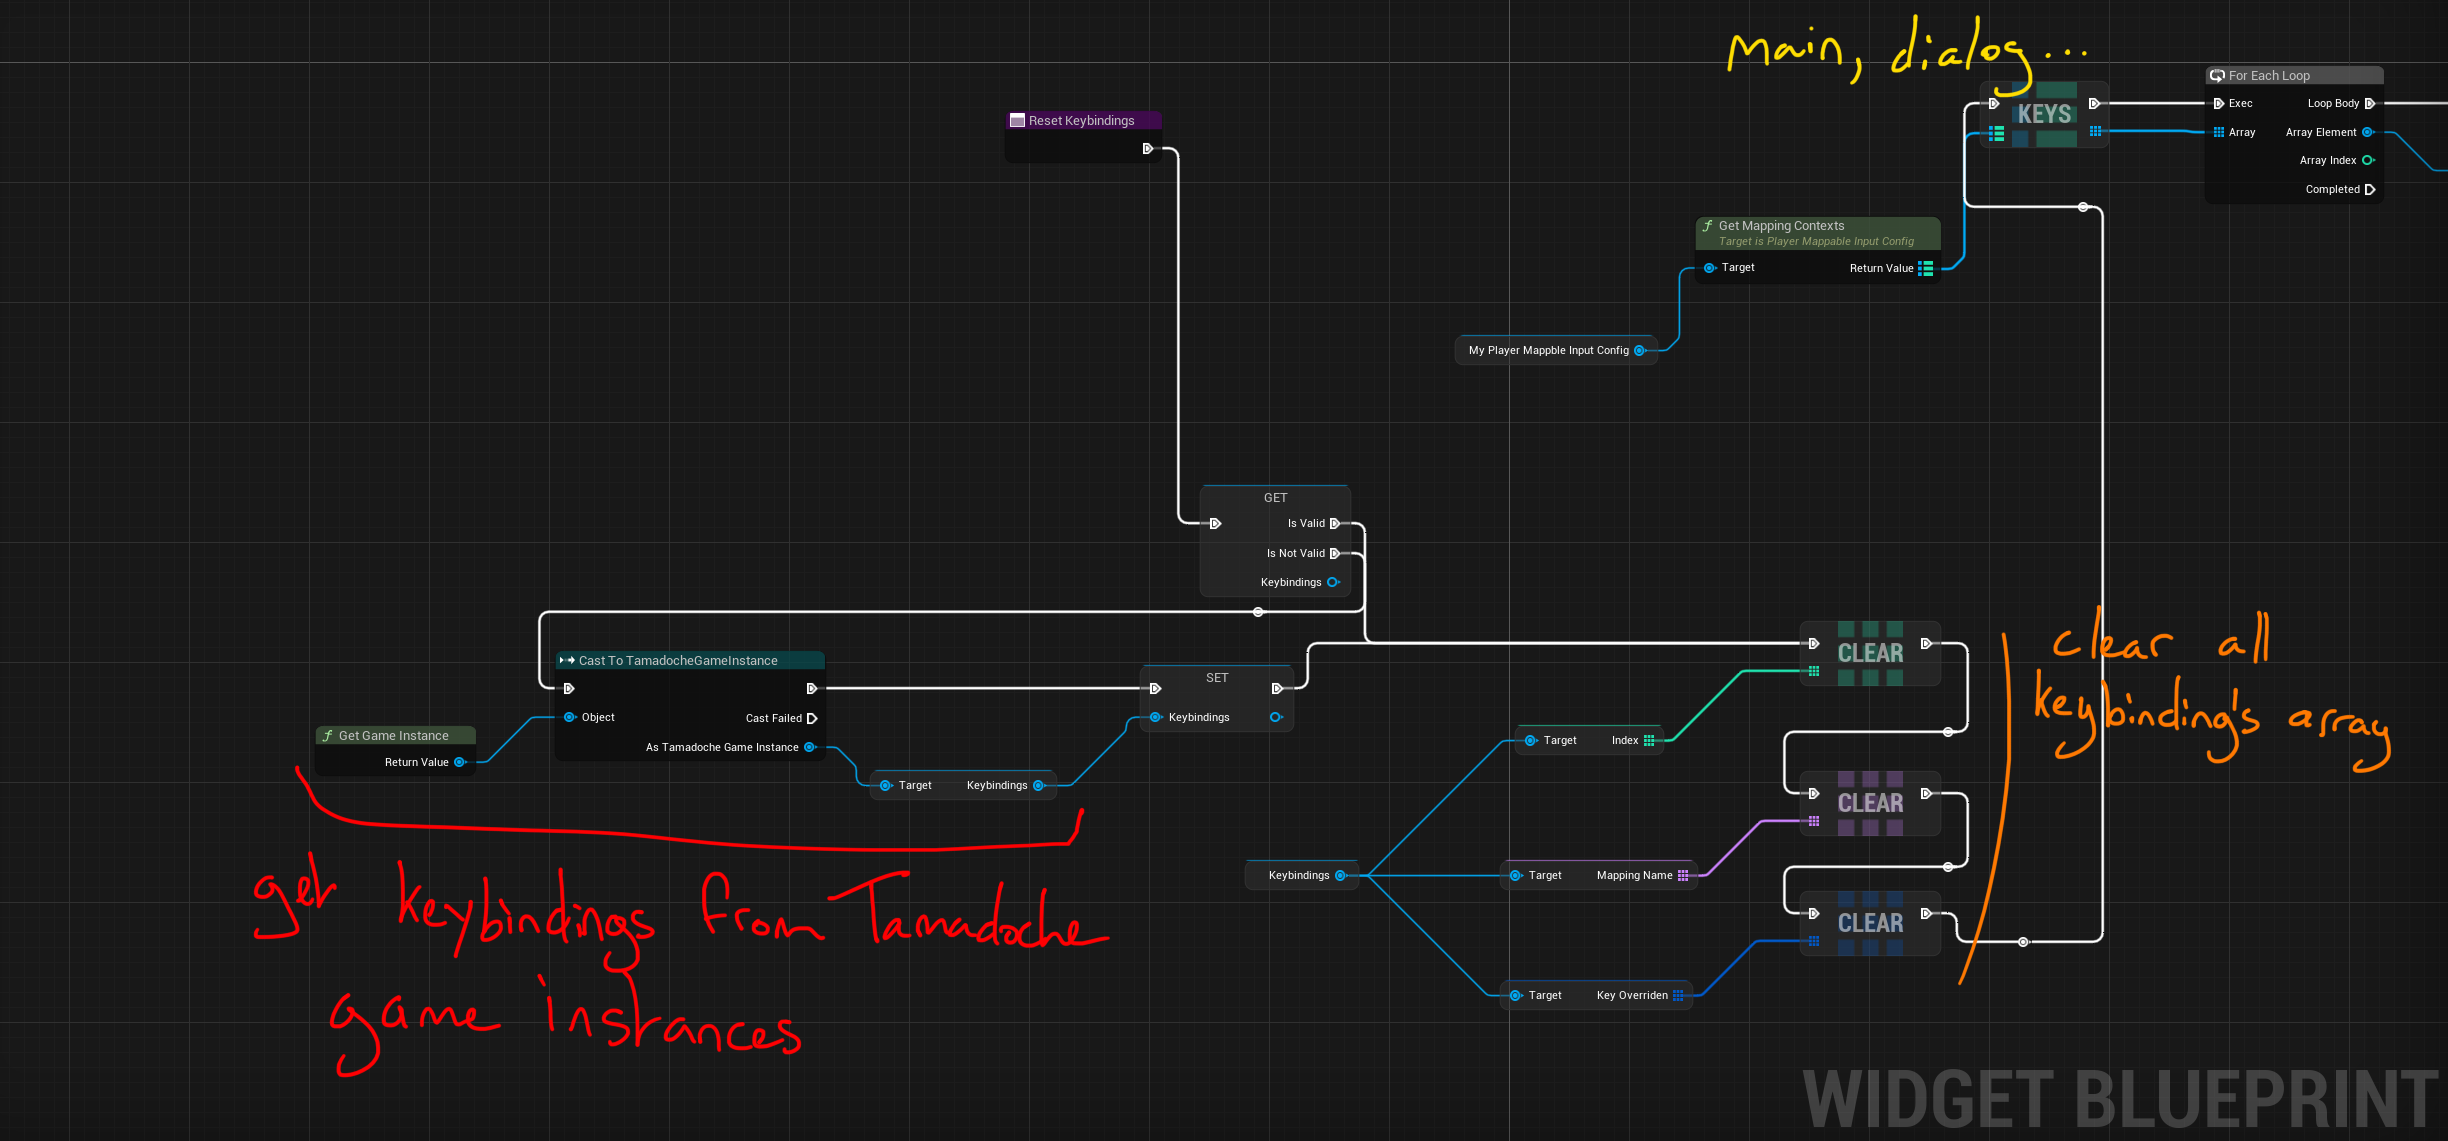 Main, dialog...
For Each Loop
Exec
Loop Body
KEYS
Array
Array Element
Array Index
Completed
Reset Keybindings
Get Mapping Contexts
Target is Player Mappable Input Config
Target
Return Value
My Player Mappble Input Config
GET
Is Valid
Is Not Valid
Keybindings
Cast To TamadocheGameInstance
Object
Cast Failed
As Tamadoche Game Instance
Get Game Instance
Return Value
Target
Keybindings
SET
Keybindings
get keybindings from Tamadoche
game instances
CLEAR
Target
Index
CLEAR
Keybindings
Target
Mapping Name
CLEAR
Target
Key Overriden
clear all
keybinding's array
WIDGET BLUEPRINT